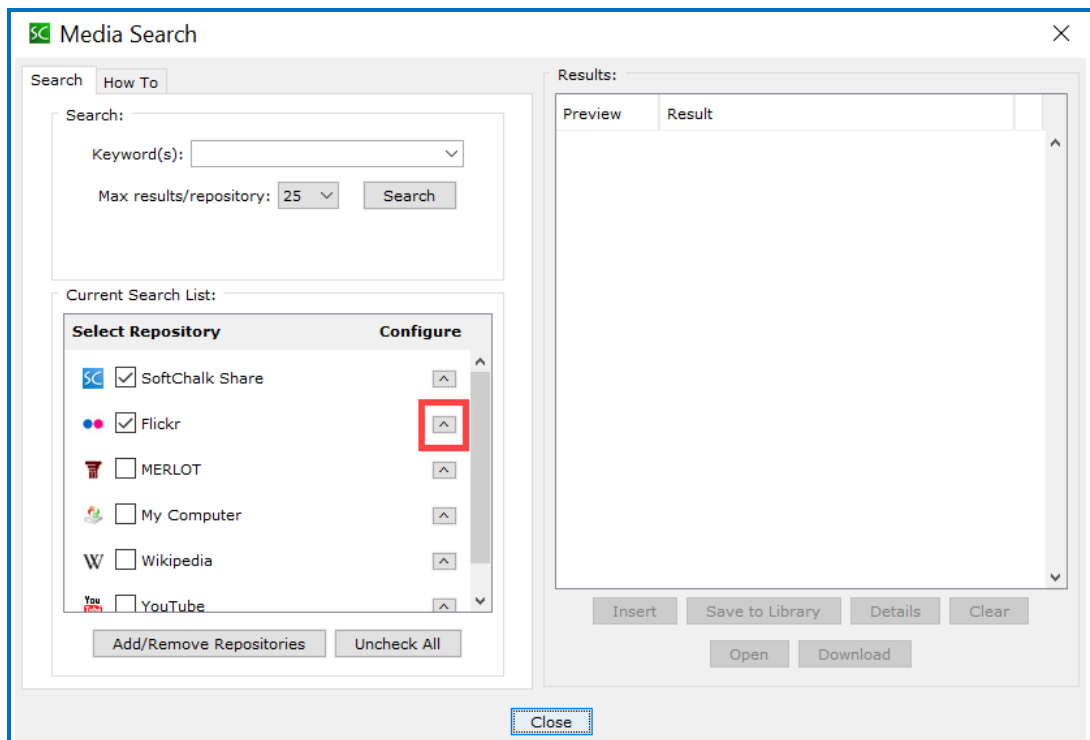 SC Media Search
Search How To
Search:
Keyword(s):
Max results/repository: 25 Search
Current Search List:
Select Repository Configure
SC SoftChalk Share
Flickr
MERLOT
My Computer
W Wikipedia
You Tube YouTube
Add/Remove Repositories Uncheck All
Results:
Preview Result
Insert Save to Library Details Clear
Open Download
Close